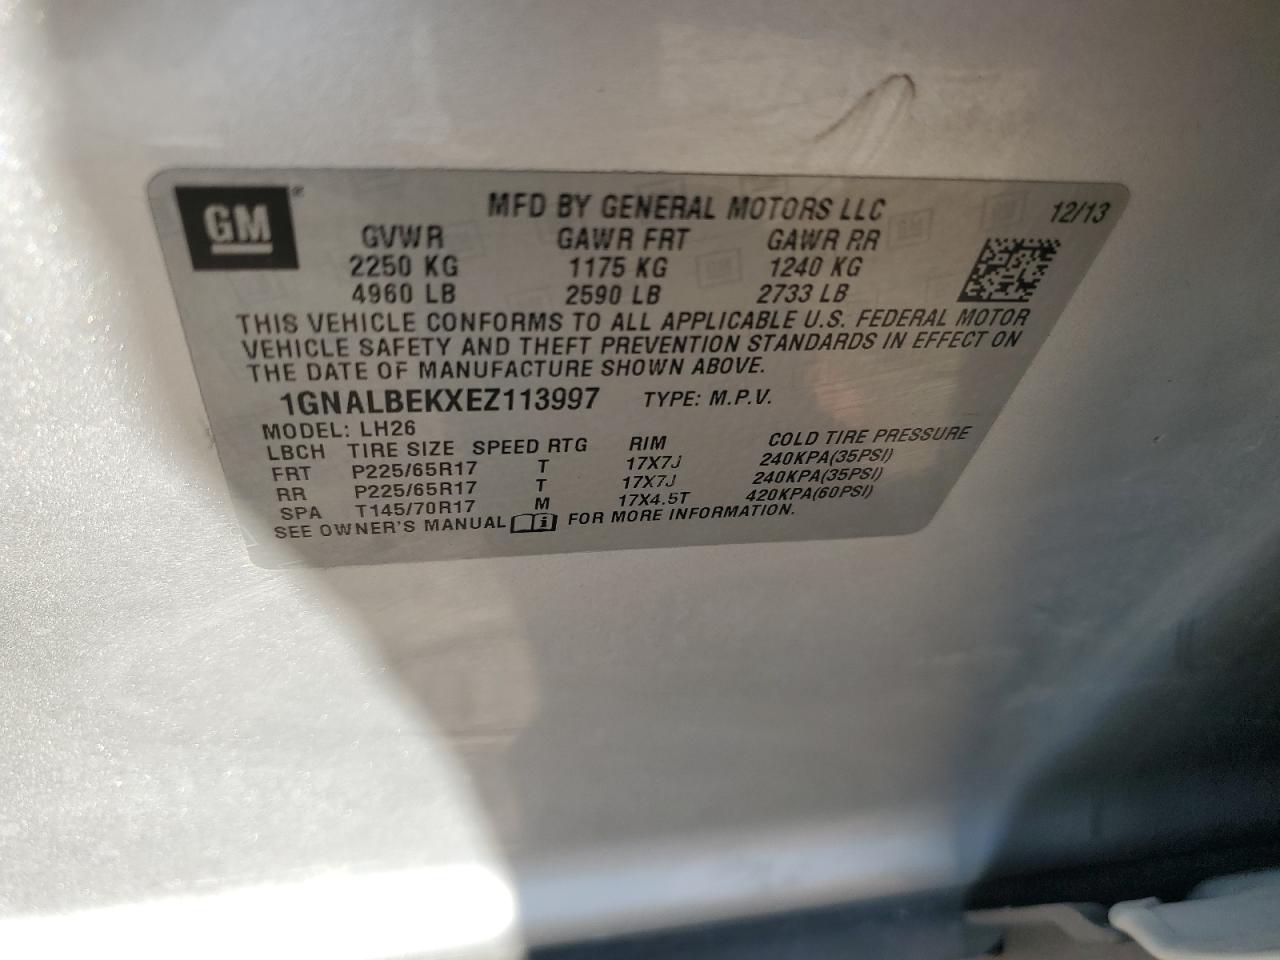 GM
MFD BY GENERAL MOTORS LLC 12/13
GVWR GAWR FRT GAWR RR
2250 KG 1175 KG 1240 KG
4960 LB 2590 LB 2733 LB
THIS VEHICLE CONFORMS TO ALL APPLICABLE U.S. FEDERAL MOTOR
VEHICLE SAFETY AND THEFT PREVENTION STANDARDS IN EFFECT ON
THE DATE OF MANUFACTURE SHOWN ABOVE.
1GNALBEKXEZ113997 TYPE: M.P.V.
MODEL: LH26
LBCH TIRE SIZE SPEED RTG RIM COLD TIRE PRESSURE
FRT P225/65R17 T 17X7J 240KPA(35PSI)
RR P225/65R17 T 17X7J 240KPA(35PSI)
SPA T145/70R17 M 17X4.5T 420KPA(60PSI)
SEE OWNER'S MANUAL FOR MORE INFORMATION.